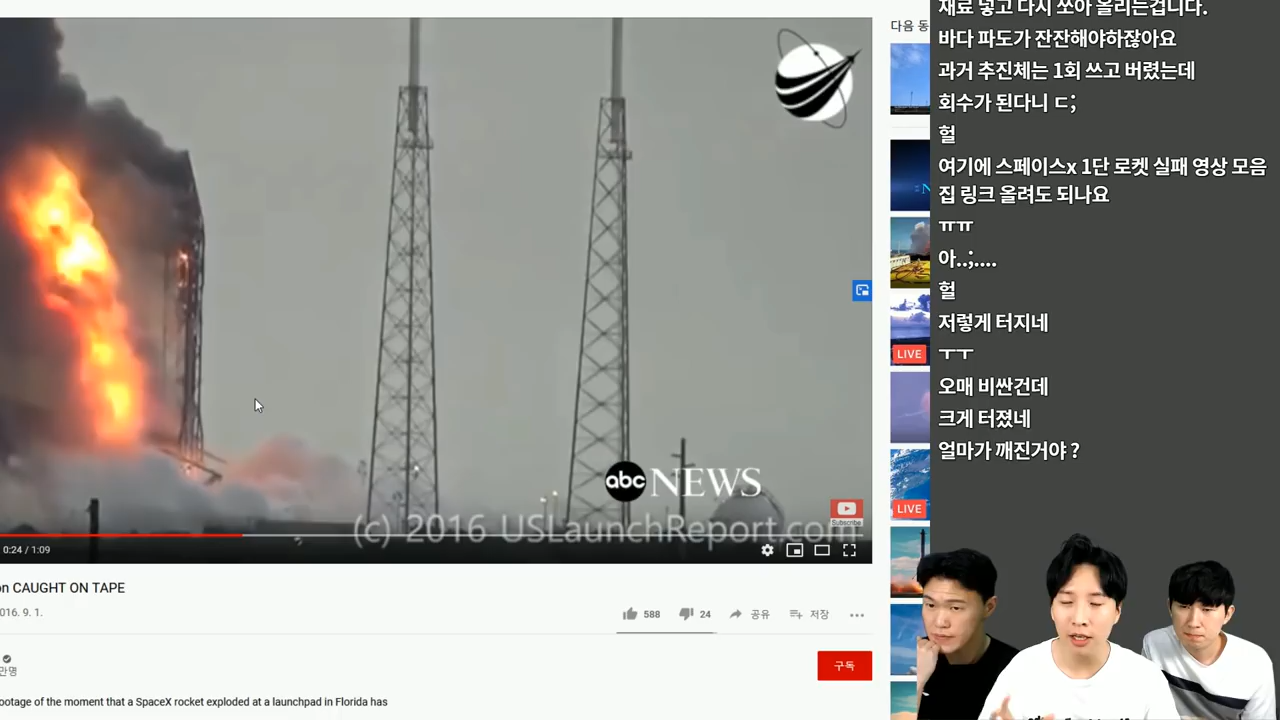 abc NEWS
Subscribe
(c) 2016 USLaunchReport.com
0:24 / 1:09
on CAUGHT ON TAPE
2016. 9. 1.
588
24
공유
저장
만명
구독
footage of the moment that a SpaceX rocket exploded at a launchpad in Florida has
다음 동
LIVE
LIVE
재료 넣고 다시 쏘아 올리는겁니다.
바다 파도가 잔잔해야하잖아요
과거 추진체는 1회 쓰고 버렸는데
회수가 된다니 ㄷ;
헐
여기에 스페이스x 1단 로켓 실패 영상 모음
집 링크 올려도 되나요
ㅠㅠ
아..;....
헐
저렇게 터지네
ㅜㅜ
오매 비싼건데
크게 터졌네
얼마가 깨진거야 ?